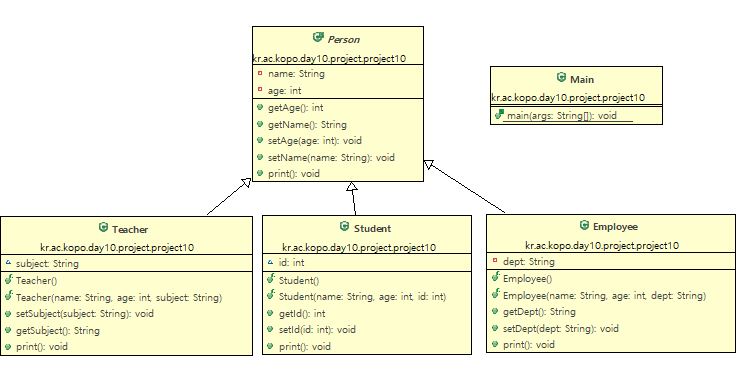 Person
kr.ac.kopo.day10.project.project10
name: String
age: int
getAge(): int
getName(): String
setAge(age: int): void
setName(name: String): void
print(): void
Main
kr.ac.kopo.day10.project.project10
main(args: String[]): void
Teacher
kr.ac.kopo.day10.project.project10
subject: String
Teacher()
Teacher(name: String, age: int, subject: String)
setSubject(subject: String): void
getSubject(): String
print(): void
Student
kr.ac.kopo.day10.project.project10
id: int
Student()
Student(name: String, age: int, id: int)
getId(): int
setId(id: int): void
print(): void
Employee
kr.ac.kopo.day10.project.project10
dept: String
Employee()
Employee(name: String, age: int, dept: String)
getDept(): String
setDept(dept: String): void
print(): void